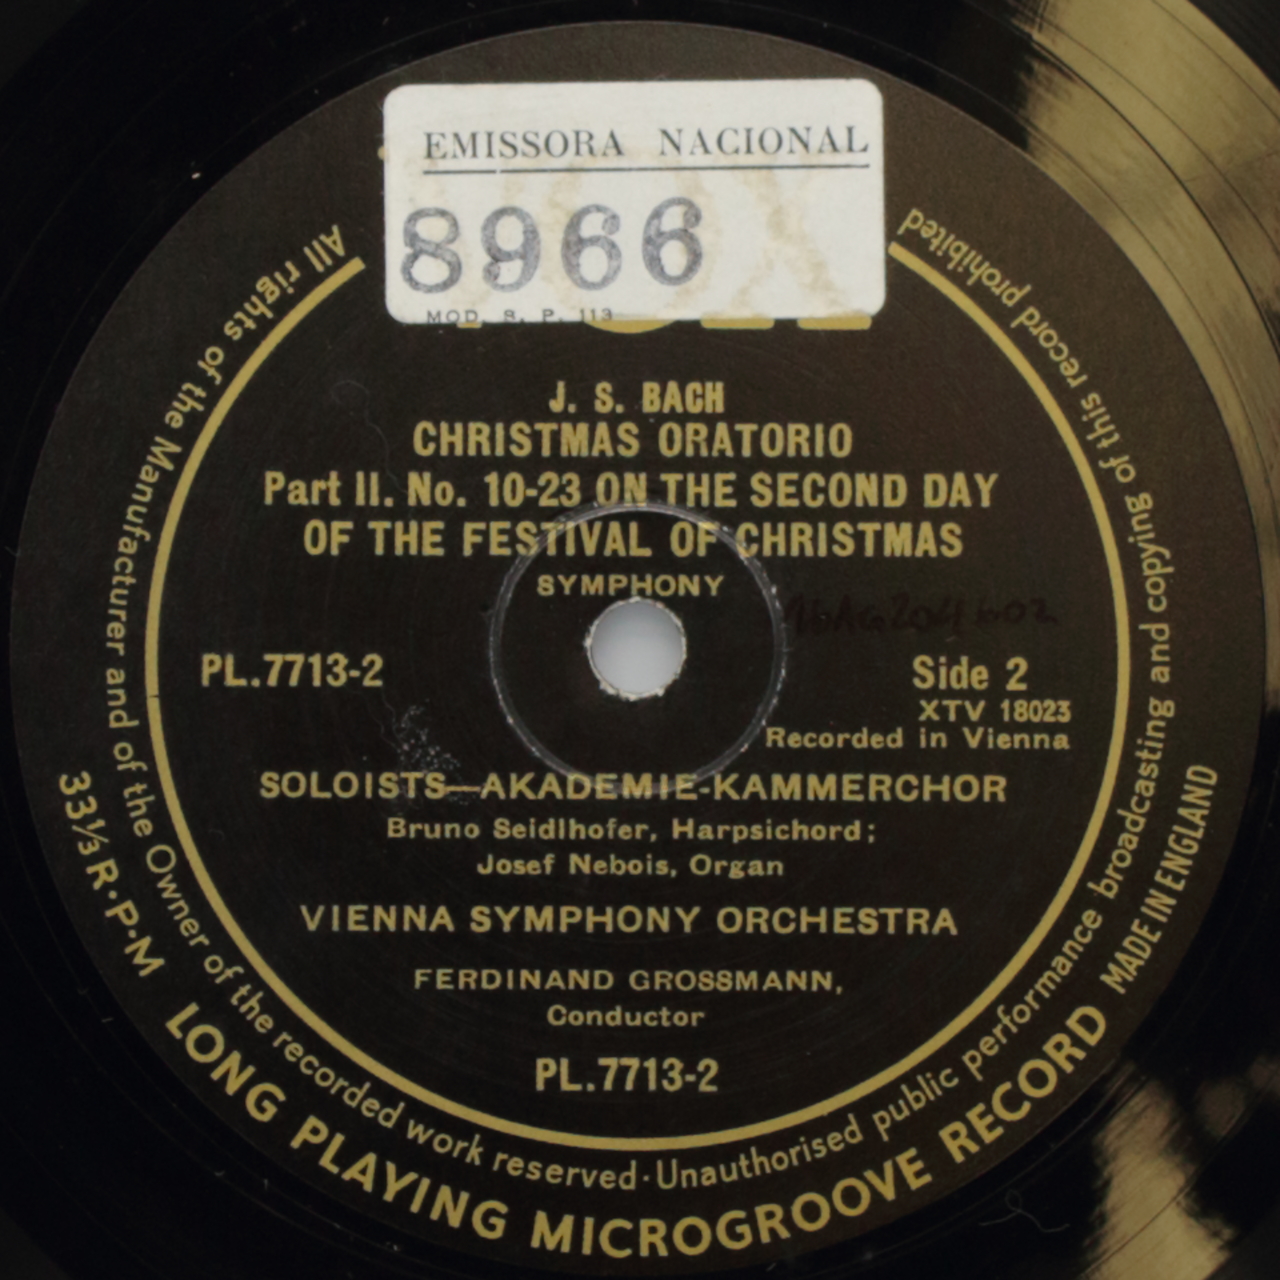 EMISSORA NACIONAL
8966
MOD. S. P. 113
J. S. BACH
CHRISTMAS ORATORIO
Part II. No. 10-23 ON THE SECOND DAY
OF THE FESTIVAL OF CHRISTMAS
SYMPHONY
PL.7713-2
Side 2
XTV 18023
Recorded in Vienna
SOLOISTS—AKADEMIE-KAMMERCHOR
Bruno Seidlhofer, Harpsichord;
Josef Nebois, Organ
VIENNA SYMPHONY ORCHESTRA
FERDINAND GROSSMANN,
Conductor
PL.7713-2
All rights of the Manufacturer and of the Owner of the recorded work reserved · Unauthorised public performance broadcasting and copying of this record prohibited
33⅓ R·P·M LONG PLAYING MICROGROOVE RECORD MADE IN ENGLAND